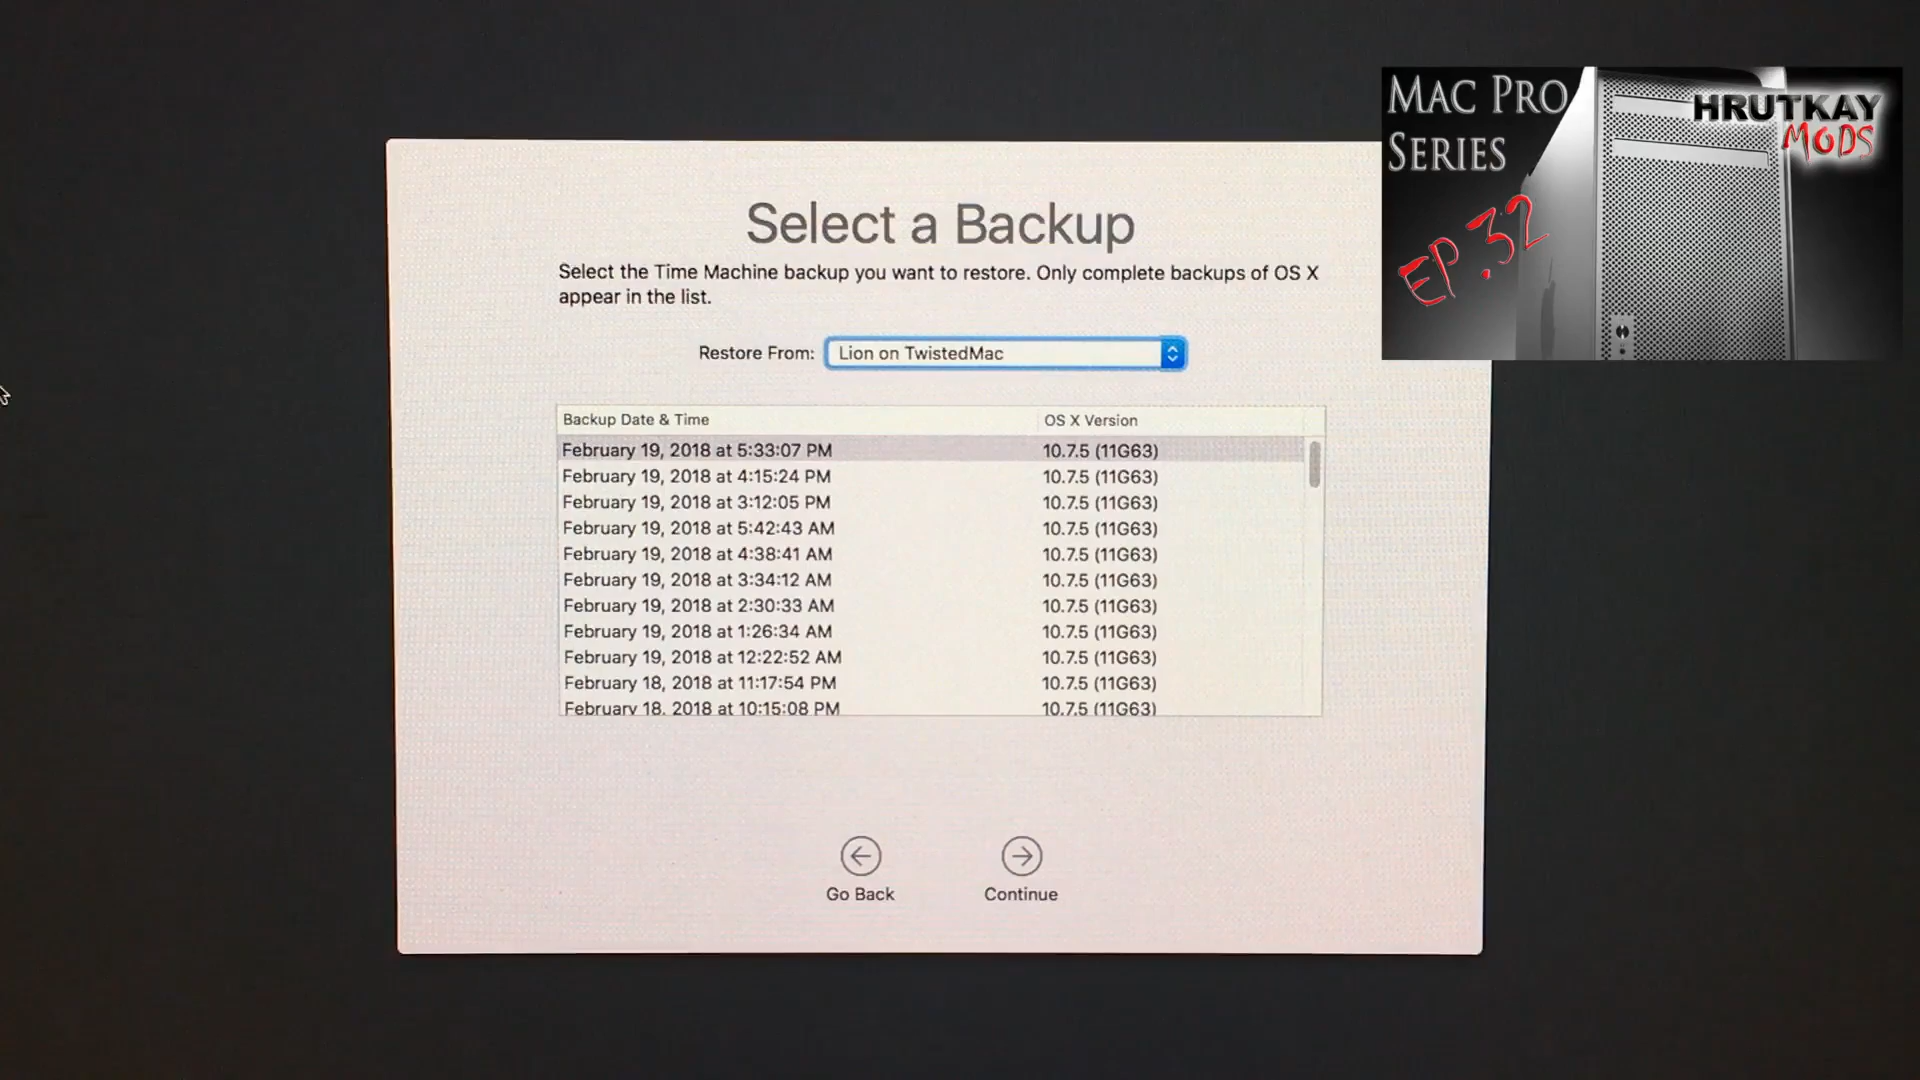 MAC PRO
SERIES
EP.32
HRUTKAY
MODS
Select a Backup
Select the Time Machine backup you want to restore. Only complete backups of OS X
appear in the list.
Restore From: Lion on TwistedMac
Backup Date & Time OS X Version
February 19, 2018 at 5:33:07 PM 10.7.5 (11G63)
February 19, 2018 at 4:15:24 PM 10.7.5 (11G63)
February 19, 2018 at 3:12:05 PM 10.7.5 (11G63)
February 19, 2018 at 5:42:43 AM 10.7.5 (11G63)
February 19, 2018 at 4:38:41 AM 10.7.5 (11G63)
February 19, 2018 at 3:34:12 AM 10.7.5 (11G63)
February 19, 2018 at 2:30:33 AM 10.7.5 (11G63)
February 19, 2018 at 1:26:34 AM 10.7.5 (11G63)
February 19, 2018 at 12:22:52 AM 10.7.5 (11G63)
February 18, 2018 at 11:17:54 PM 10.7.5 (11G63)
February 18, 2018 at 10:15:08 PM 10.7.5 (11G63)
Go Back Continue